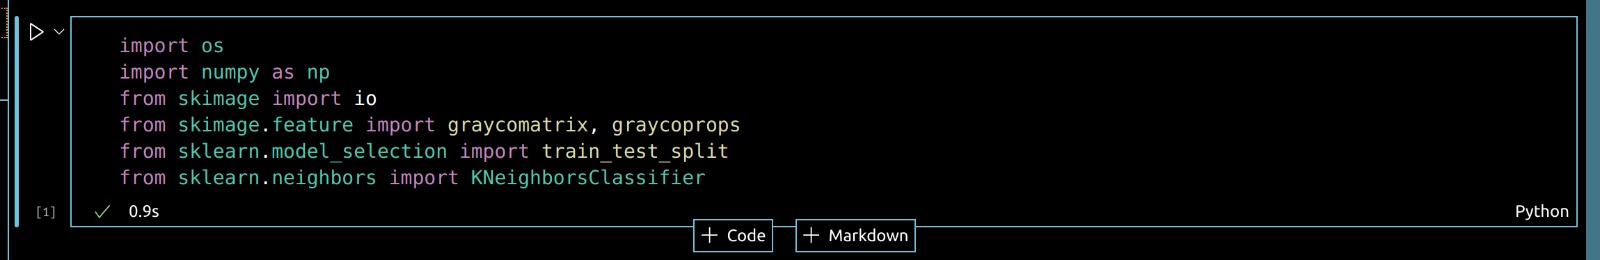 import os
import numpy as np
from skimage import io
from skimage.feature import graycomatrix, graycoprops
from sklearn.model_selection import train_test_split
from sklearn.neighbors import KNeighborsClassifier
[1] 0.9s Python
+ Code + Markdown